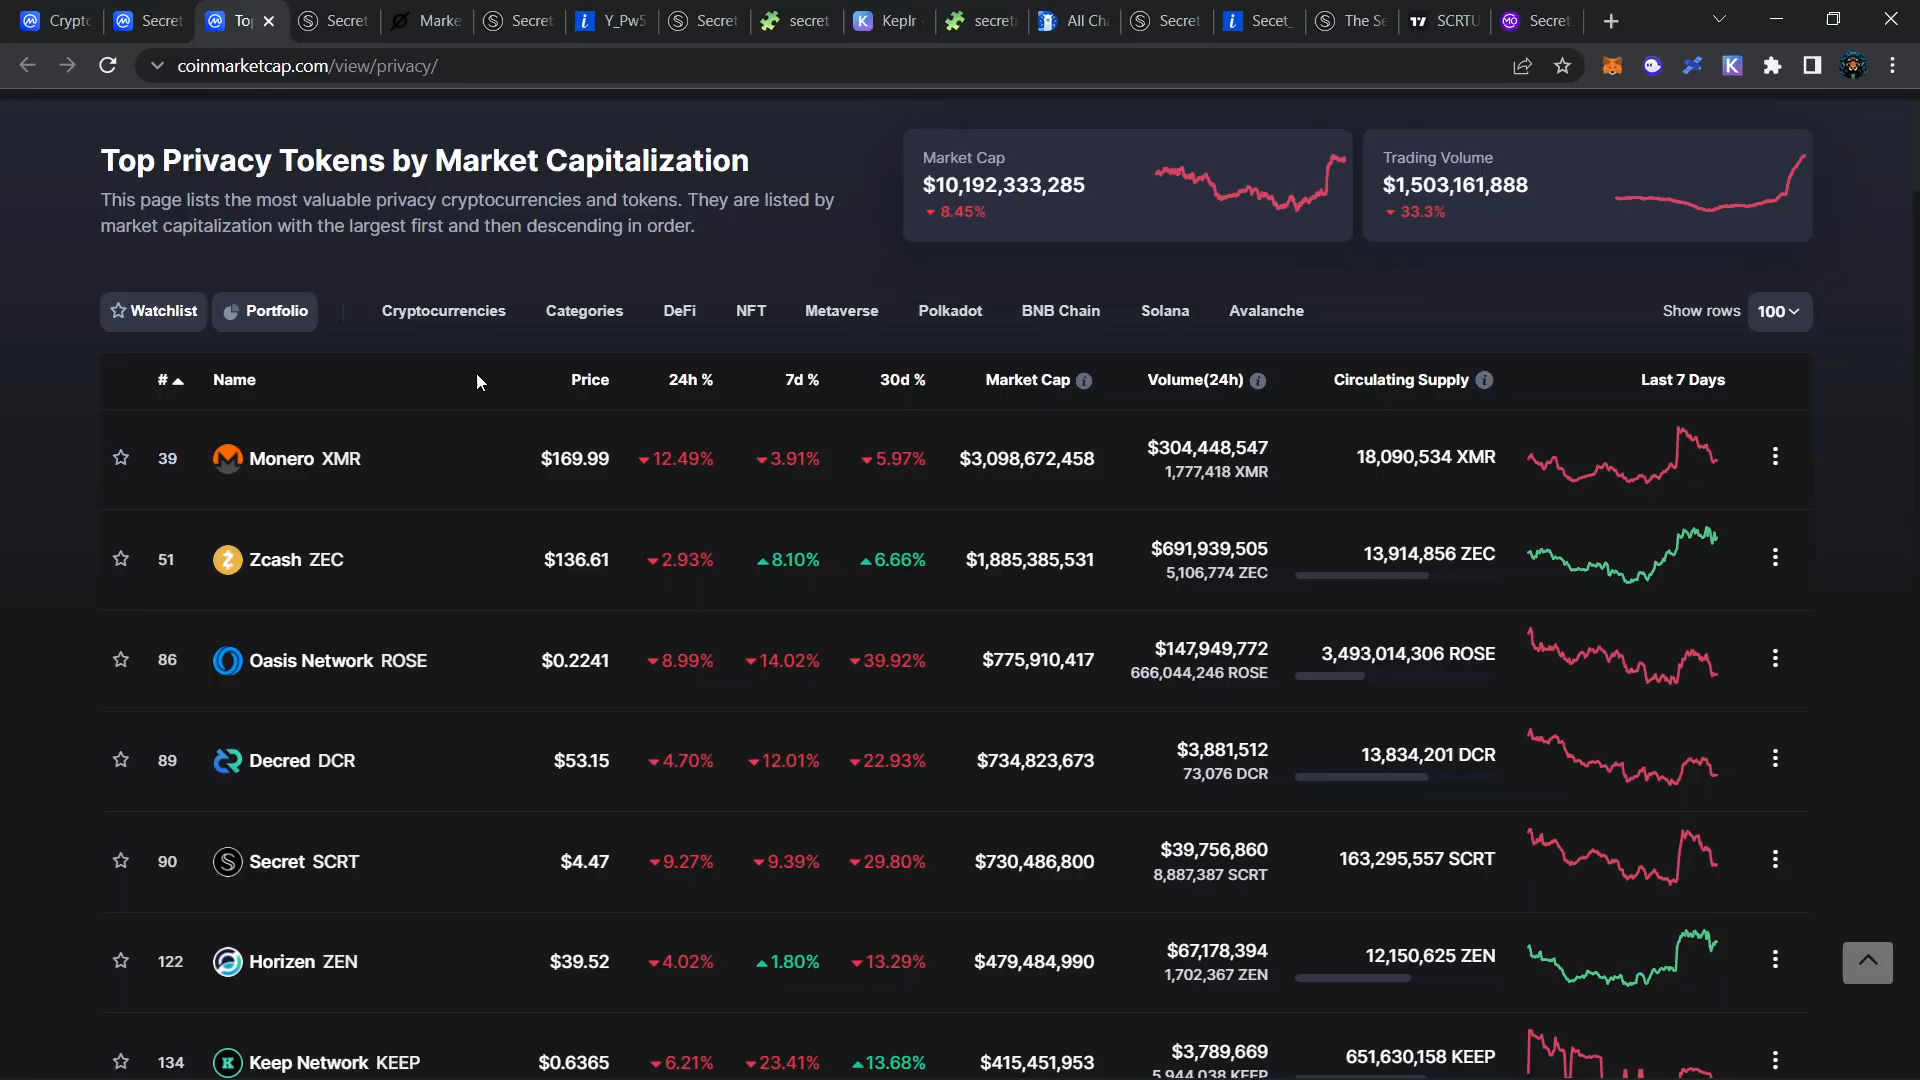 Crypto
Secret
Top
Secret
Marke
Secret
Y_Pw5
Secret
secret
Keplr
secret
All Cha
Secret
Secet_
The Se
SCRTU
Secret
coinmarketcap.com/view/privacy/
Top Privacy Tokens by Market Capitalization
This page lists the most valuable privacy cryptocurrencies and tokens. They are listed by
market capitalization with the largest first and then descending in order.
Market Cap
$10,192,333,285
8.45%
Trading Volume
$1,503,161,888
33.3%
Watchlist Portfolio Cryptocurrencies Categories DeFi NFT Metaverse Polkadot BNB Chain Solana Avalanche Show rows 100
# Name Price 24h % 7d % 30d % Market Cap Volume(24h) Circulating Supply Last 7 Days
39 Monero XMR $169.99 12.49% 3.91% 5.97% $3,098,672,458 $304,448,547 18,090,534 XMR
1,777,418 XMR
51 Zcash ZEC $136.61 2.93% 8.10% 6.66% $1,885,385,531 $691,939,505 13,914,856 ZEC
5,106,774 ZEC
86 Oasis Network ROSE $0.2241 8.99% 14.02% 39.92% $775,910,417 $147,949,772 3,493,014,306 ROSE
666,044,246 ROSE
89 Decred DCR $53.15 4.70% 12.01% 22.93% $734,823,673 $3,881,512 13,834,201 DCR
73,076 DCR
90 Secret SCRT $4.47 9.27% 9.39% 29.80% $730,486,800 $39,756,860 163,295,557 SCRT
8,887,387 SCRT
122 Horizen ZEN $39.52 4.02% 1.80% 13.29% $479,484,990 $67,178,394 12,150,625 ZEN
1,702,367 ZEN
134 Keep Network KEEP $0.6365 6.21% 23.41% 13.68% $415,451,953 $3,789,669 651,630,158 KEEP
5,944,038 KEEP